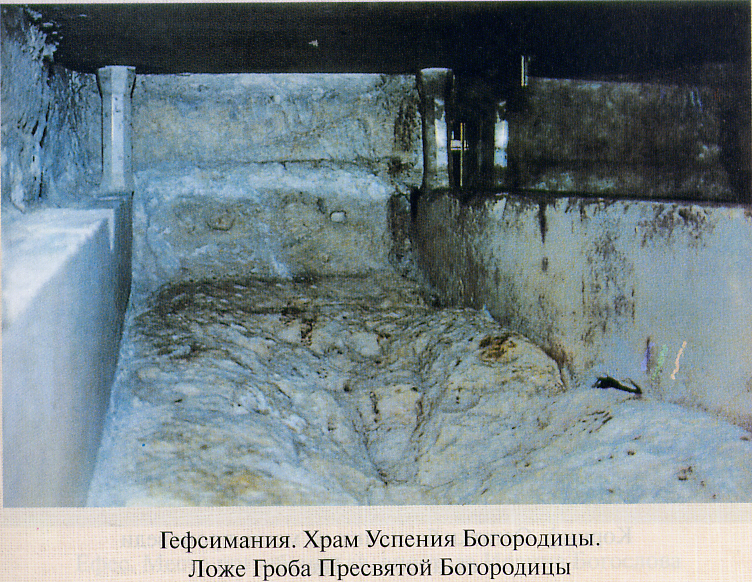 Гефсимания. Храм Успения Богородицы.
Ложе Гроба Пресвятой Богородицы